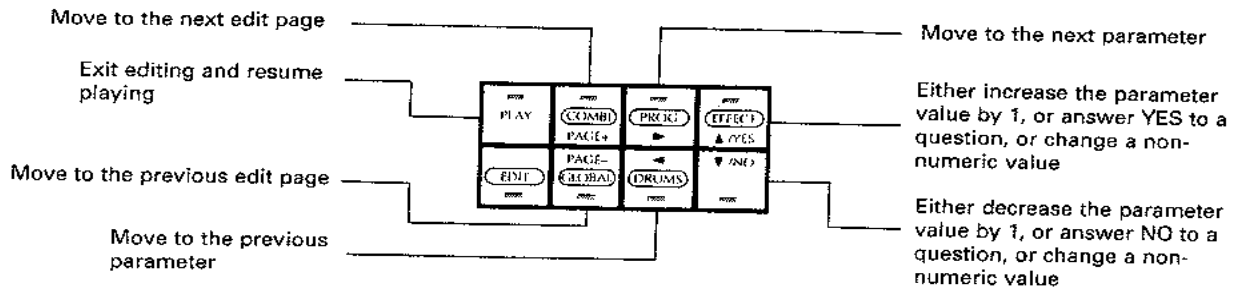 Move to the next edit page
Exit editing and resume
playing
Move to the previous edit page
Move to the previous
parameter
PLAY
COMBI
PAGE+
PROG
►
EFFECT
▲/YES
EDIT
PAGE–
GLOBAL
◄
DRUMS
▼/NO
Move to the next parameter
Either increase the parameter
value by 1, or answer YES to a
question, or change a non-
numeric value
Either decrease the parameter
value by 1, or answer NO to a
question, or change a non-
numeric value